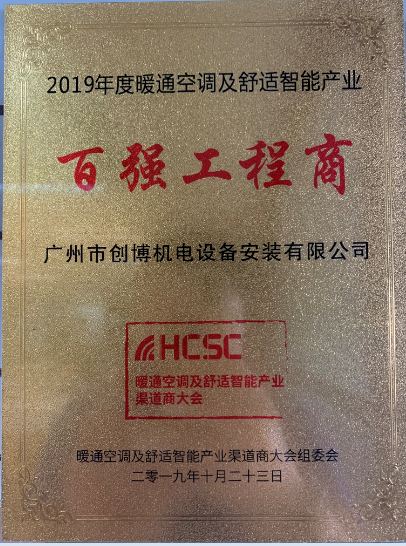 2019年度暖通空调及舒适智能产业
百强工程商
广州市创博机电设备安装有限公司
HCSC
暖通空调及舒适智能产业
渠道商大会
暖通空调及舒适智能产业渠道商大会组委会
二零一九年十月二十三日